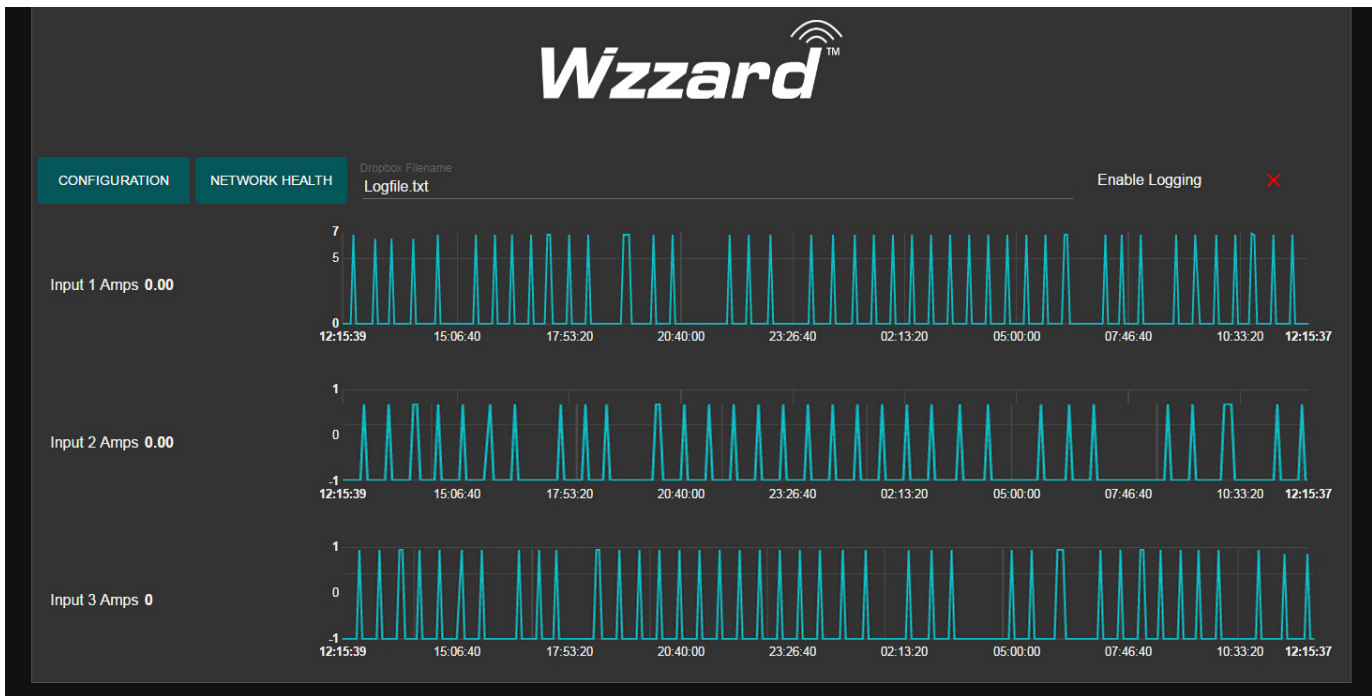 Wzzard™
CONFIGURATION
NETWORK HEALTH
Dropbox Filename
Logfile.txt
Enable Logging
Input 1 Amps 0.00
7
5
0
12:15:39 15:06:40 17:53:20 20:40:00 23:26:40 02:13:20 05:00:00 07:46:40 10:33:20 12:15:37
Input 2 Amps 0.00
1
0
-1
12:15:39 15:06:40 17:53:20 20:40:00 23:26:40 02:13:20 05:00:00 07:46:40 10:33:20 12:15:37
Input 3 Amps 0
1
0
-1
12:15:39 15:06:40 17:53:20 20:40:00 23:26:40 02:13:20 05:00:00 07:46:40 10:33:20 12:15:37